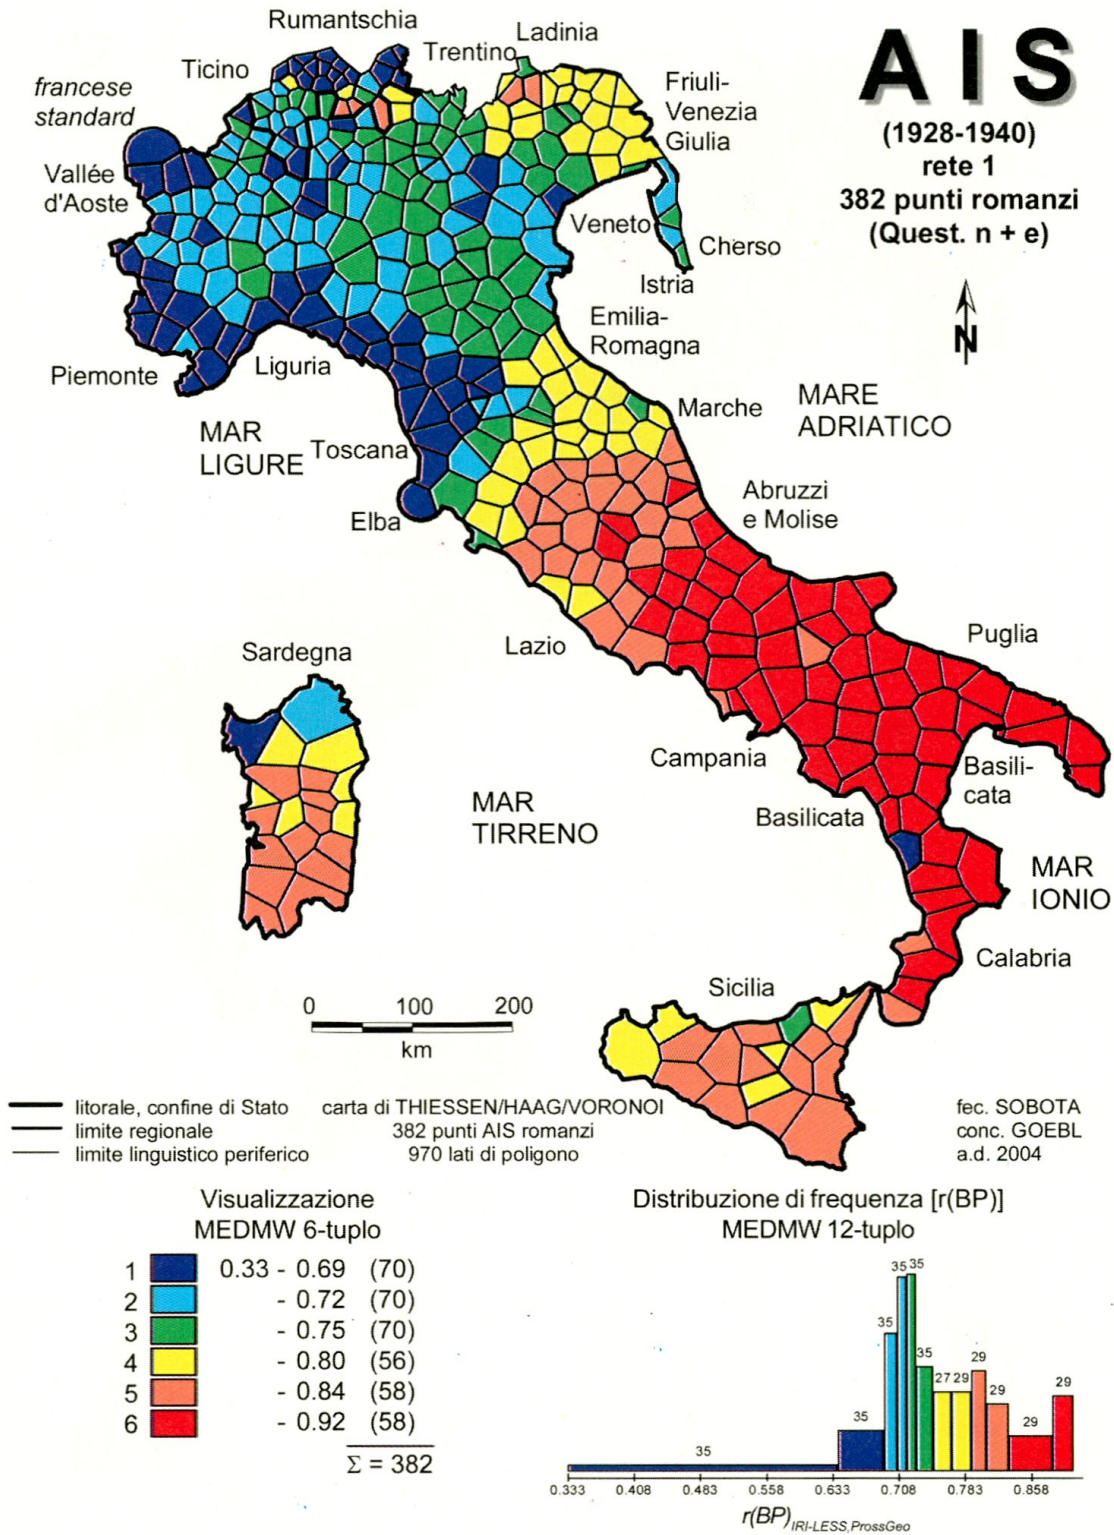 Rumantschia
Ladinia
Trentino
Ticino
francese
standard
Friuli-
Venezia
Giulia
Vallée
d'Aoste
Veneto
Cherso
Istria
Emilia-
Romagna
Piemonte
Liguria
Marche
MARE
ADRIATICO
MAR
LIGURE
Toscana
Elba
Abruzzi
e Molise
Lazio
Puglia
Sardegna
Campania
Basili-
cata
Basilicata
MAR
TIRRENO
MAR
IONIO
Calabria
Sicilia
A I S
(1928-1940)
rete 1
382 punti romanzi
(Quest. n + e)
N
0 100 200
km
litorale, confine di Stato
limite regionale
limite linguistico periferico
carta di THIESSEN/HAAG/VORONOI
382 punti AIS romanzi
970 lati di poligono
fec. SOBOTA
conc. GOEBL
a.d. 2004
Visualizzazione
MEDMW 6-tuplo
1 0.33 - 0.69 (70)
2 - 0.72 (70)
3 - 0.75 (70)
4 - 0.80 (56)
5 - 0.84 (58)
6 - 0.92 (58)
Σ = 382
Distribuzione di frequenza [r(BP)]
MEDMW 12-tuplo
35 35 35 35 35 35 27 29 29 29 29 29
0.333 0.408 0.483 0.558 0.633 0.708 0.783 0.858
r(BP)IRI-LESS,ProssGeo